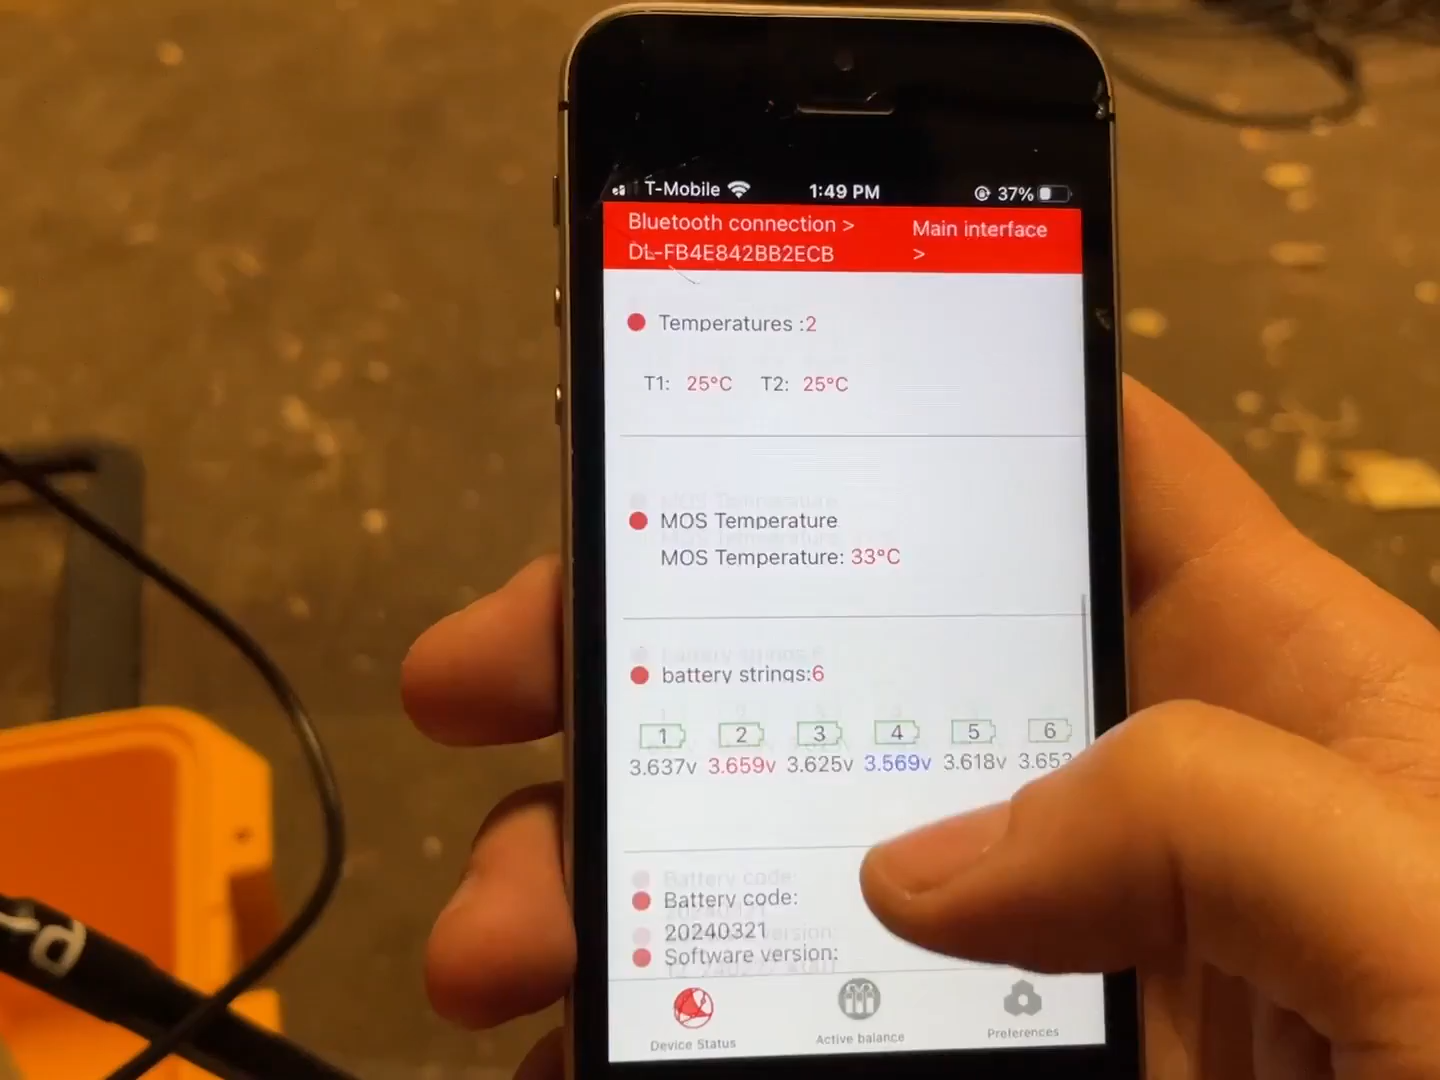 T-Mobile 1:49 PM 37%
Bluetooth connection >
DL-FB4E842BB2ECB
Main interface
>
Temperatures :2
T1: 25°C T2: 25°C
MOS Temperature
MOS Temperature: 33°C
battery strings:6
1 2 3 4 5 6
3.637v 3.659v 3.625v 3.569v 3.618v 3.653
Battery code:
20240321
Software version:
Device Status
Active balance
Preferences